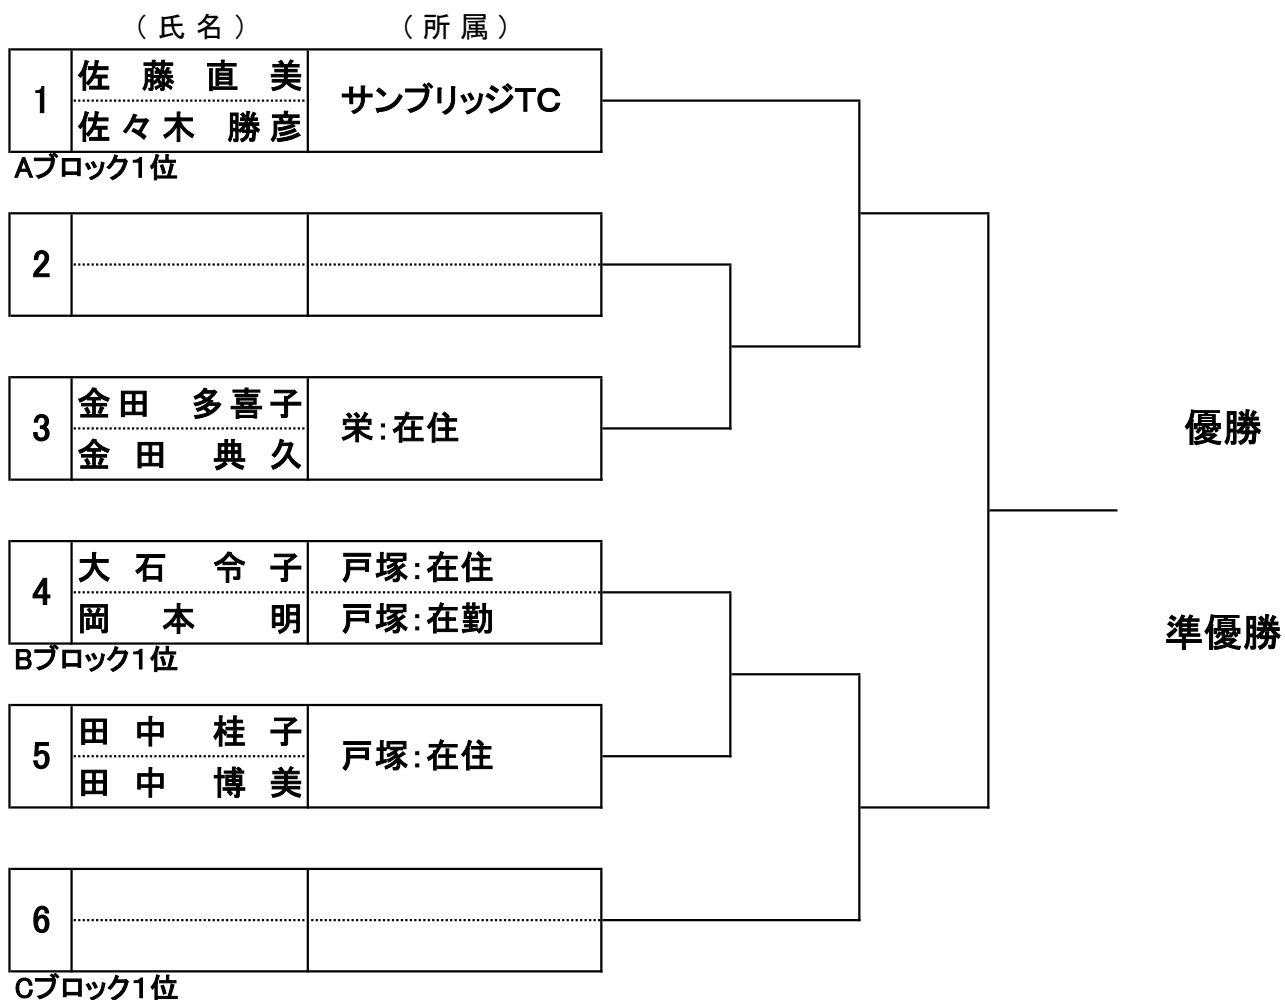 （氏名） （所属）
1 佐藤直美 サンブリッジTC
佐々木 勝彦
Aブロック1位
2
3 金田 多喜子 栄:在住
金田 典久
優勝
4 大石 令子 戸塚:在住
岡本 明 戸塚:在勤
Bブロック1位
準優勝
5 田中 桂子 戸塚:在住
田中 博美
6
Cブロック1位